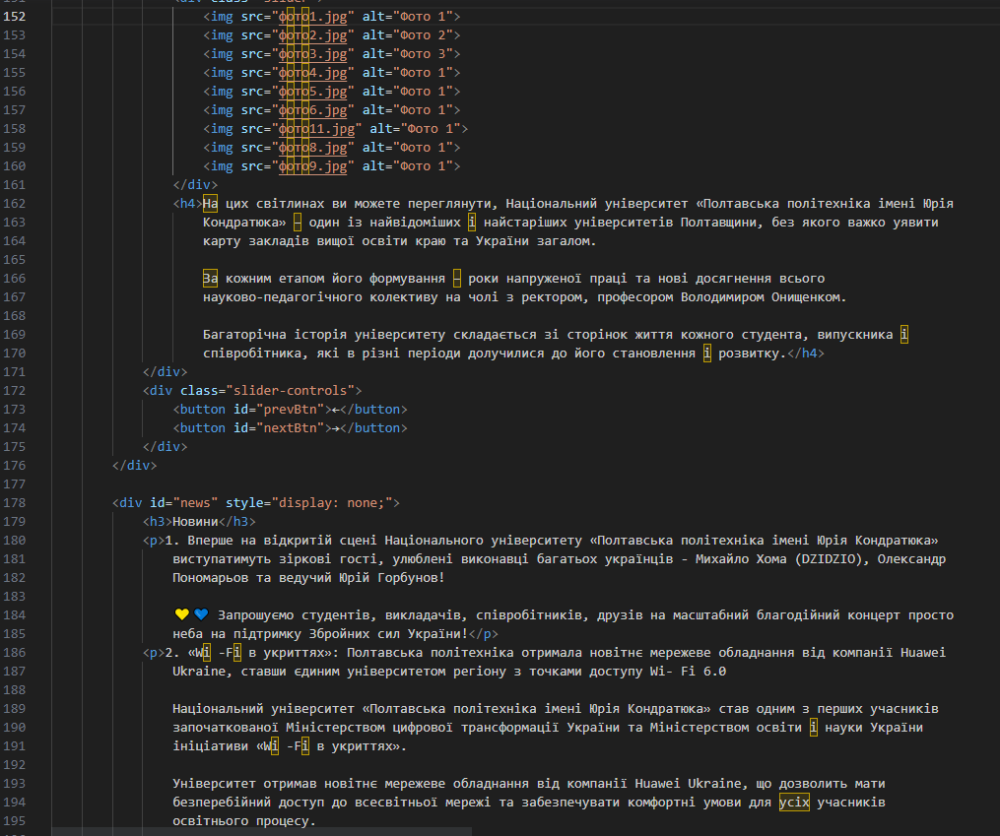 151 <div class="slider">
152 <img src="фото1.jpg" alt="Фото 1">
153 <img src="фото2.jpg" alt="Фото 2">
154 <img src="фото3.jpg" alt="Фото 3">
155 <img src="фото4.jpg" alt="Фото 1">
156 <img src="фото5.jpg" alt="Фото 1">
157 <img src="фото6.jpg" alt="Фото 1">
158 <img src="фото11.jpg" alt="Фото 1">
159 <img src="фото8.jpg" alt="Фото 1">
160 <img src="фото9.jpg" alt="Фото 1">
161 </div>
162 <h4>На цих світлинах ви можете переглянути, Національний університет «Полтавська політехніка імені Юрія
163 Кондратюка» – один із найвідоміших і найстаріших університетів Полтавщини, без якого важко уявити
164 карту закладів вищої освіти краю та України загалом.
165
166 За кожним етапом його формування – роки напруженої праці та нові досягнення всього
167 науково-педагогічного колективу на чолі з ректором, професором Володимиром Онищенком.
168
169 Багаторічна історія університету складається зі сторінок життя кожного студента, випускника і
170 співробітника, які в різні періоди долучилися до його становлення і розвитку.</h4>
171 </div>
172 <div class="slider-controls">
173 <button id="prevBtn">←</button>
174 <button id="nextBtn">→</button>
175 </div>
176 </div>
177
178 <div id="news" style="display: none;">
179 <h3>Новини</h3>
180 <p>1. Вперше на відкритій сцені Національного університету «Полтавська політехніка імені Юрія Кондратюка»
181 виступатимуть зіркові гості, улюблені виконавці багатьох українців - Михайло Хома (DZIDZIO), Олександр
182 Пономарьов та ведучий Юрій Горбунов!
183
184 💛💙 Запрошуємо студентів, викладачів, співробітників, друзів на масштабний благодійний концерт просто
185 неба на підтримку Збройних сил України!</p>
186 <p>2. «Wi -Fi в укриттях»: Полтавська політехніка отримала новітнє мережеве обладнання від компанії Huawei
187 Ukraine, ставши єдиним університетом регіону з точками доступу Wi- Fi 6.0
188
189 Національний університет «Полтавська політехніка імені Юрія Кондратюка» став одним з перших учасників
190 започаткованої Міністерством цифрової трансформації України та Міністерством освіти і науки України
191 ініціативи «Wi -Fi в укриттях».
192
193 Університет отримав новітнє мережеве обладнання від компанії Huawei Ukraine, що дозволить мати
194 безперебійний доступ до всесвітньої мережі та забезпечувати комфортні умови для усіх учасників
195 освітнього процесу.